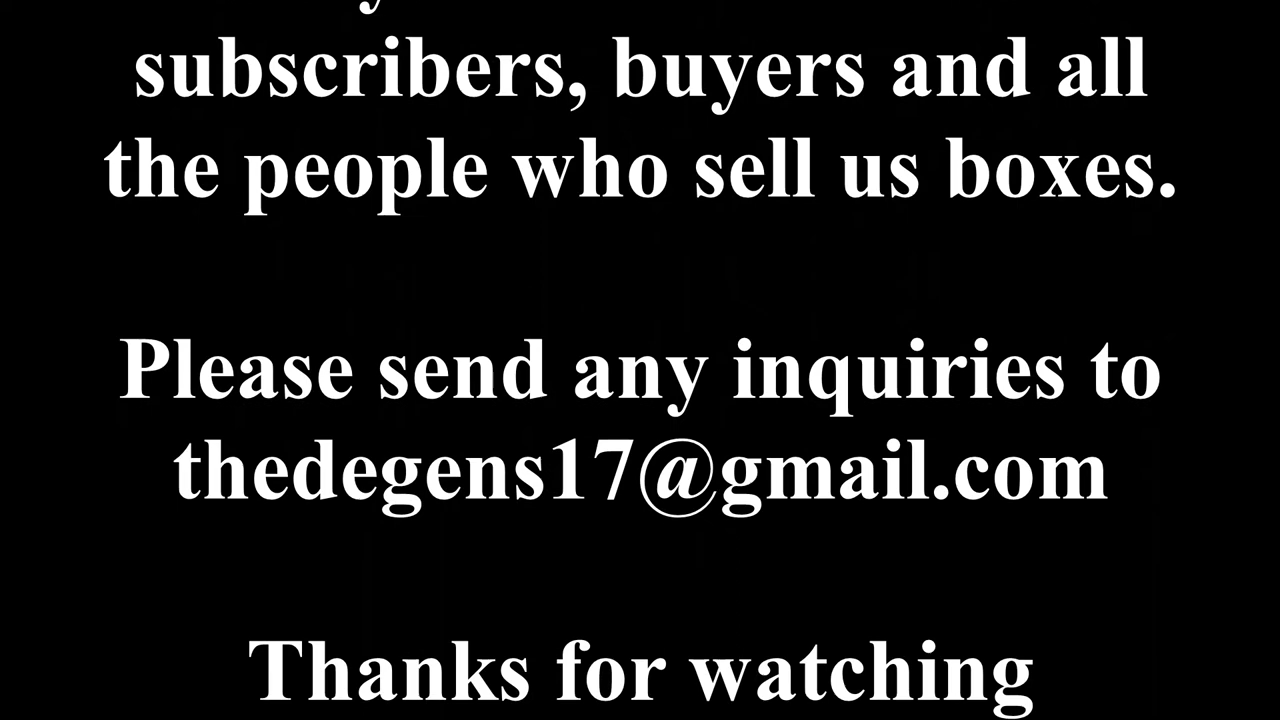 subscribers, buyers and all
the people who sell us boxes.
Please send any inquiries to
thedegens17@gmail.com
Thanks for watching